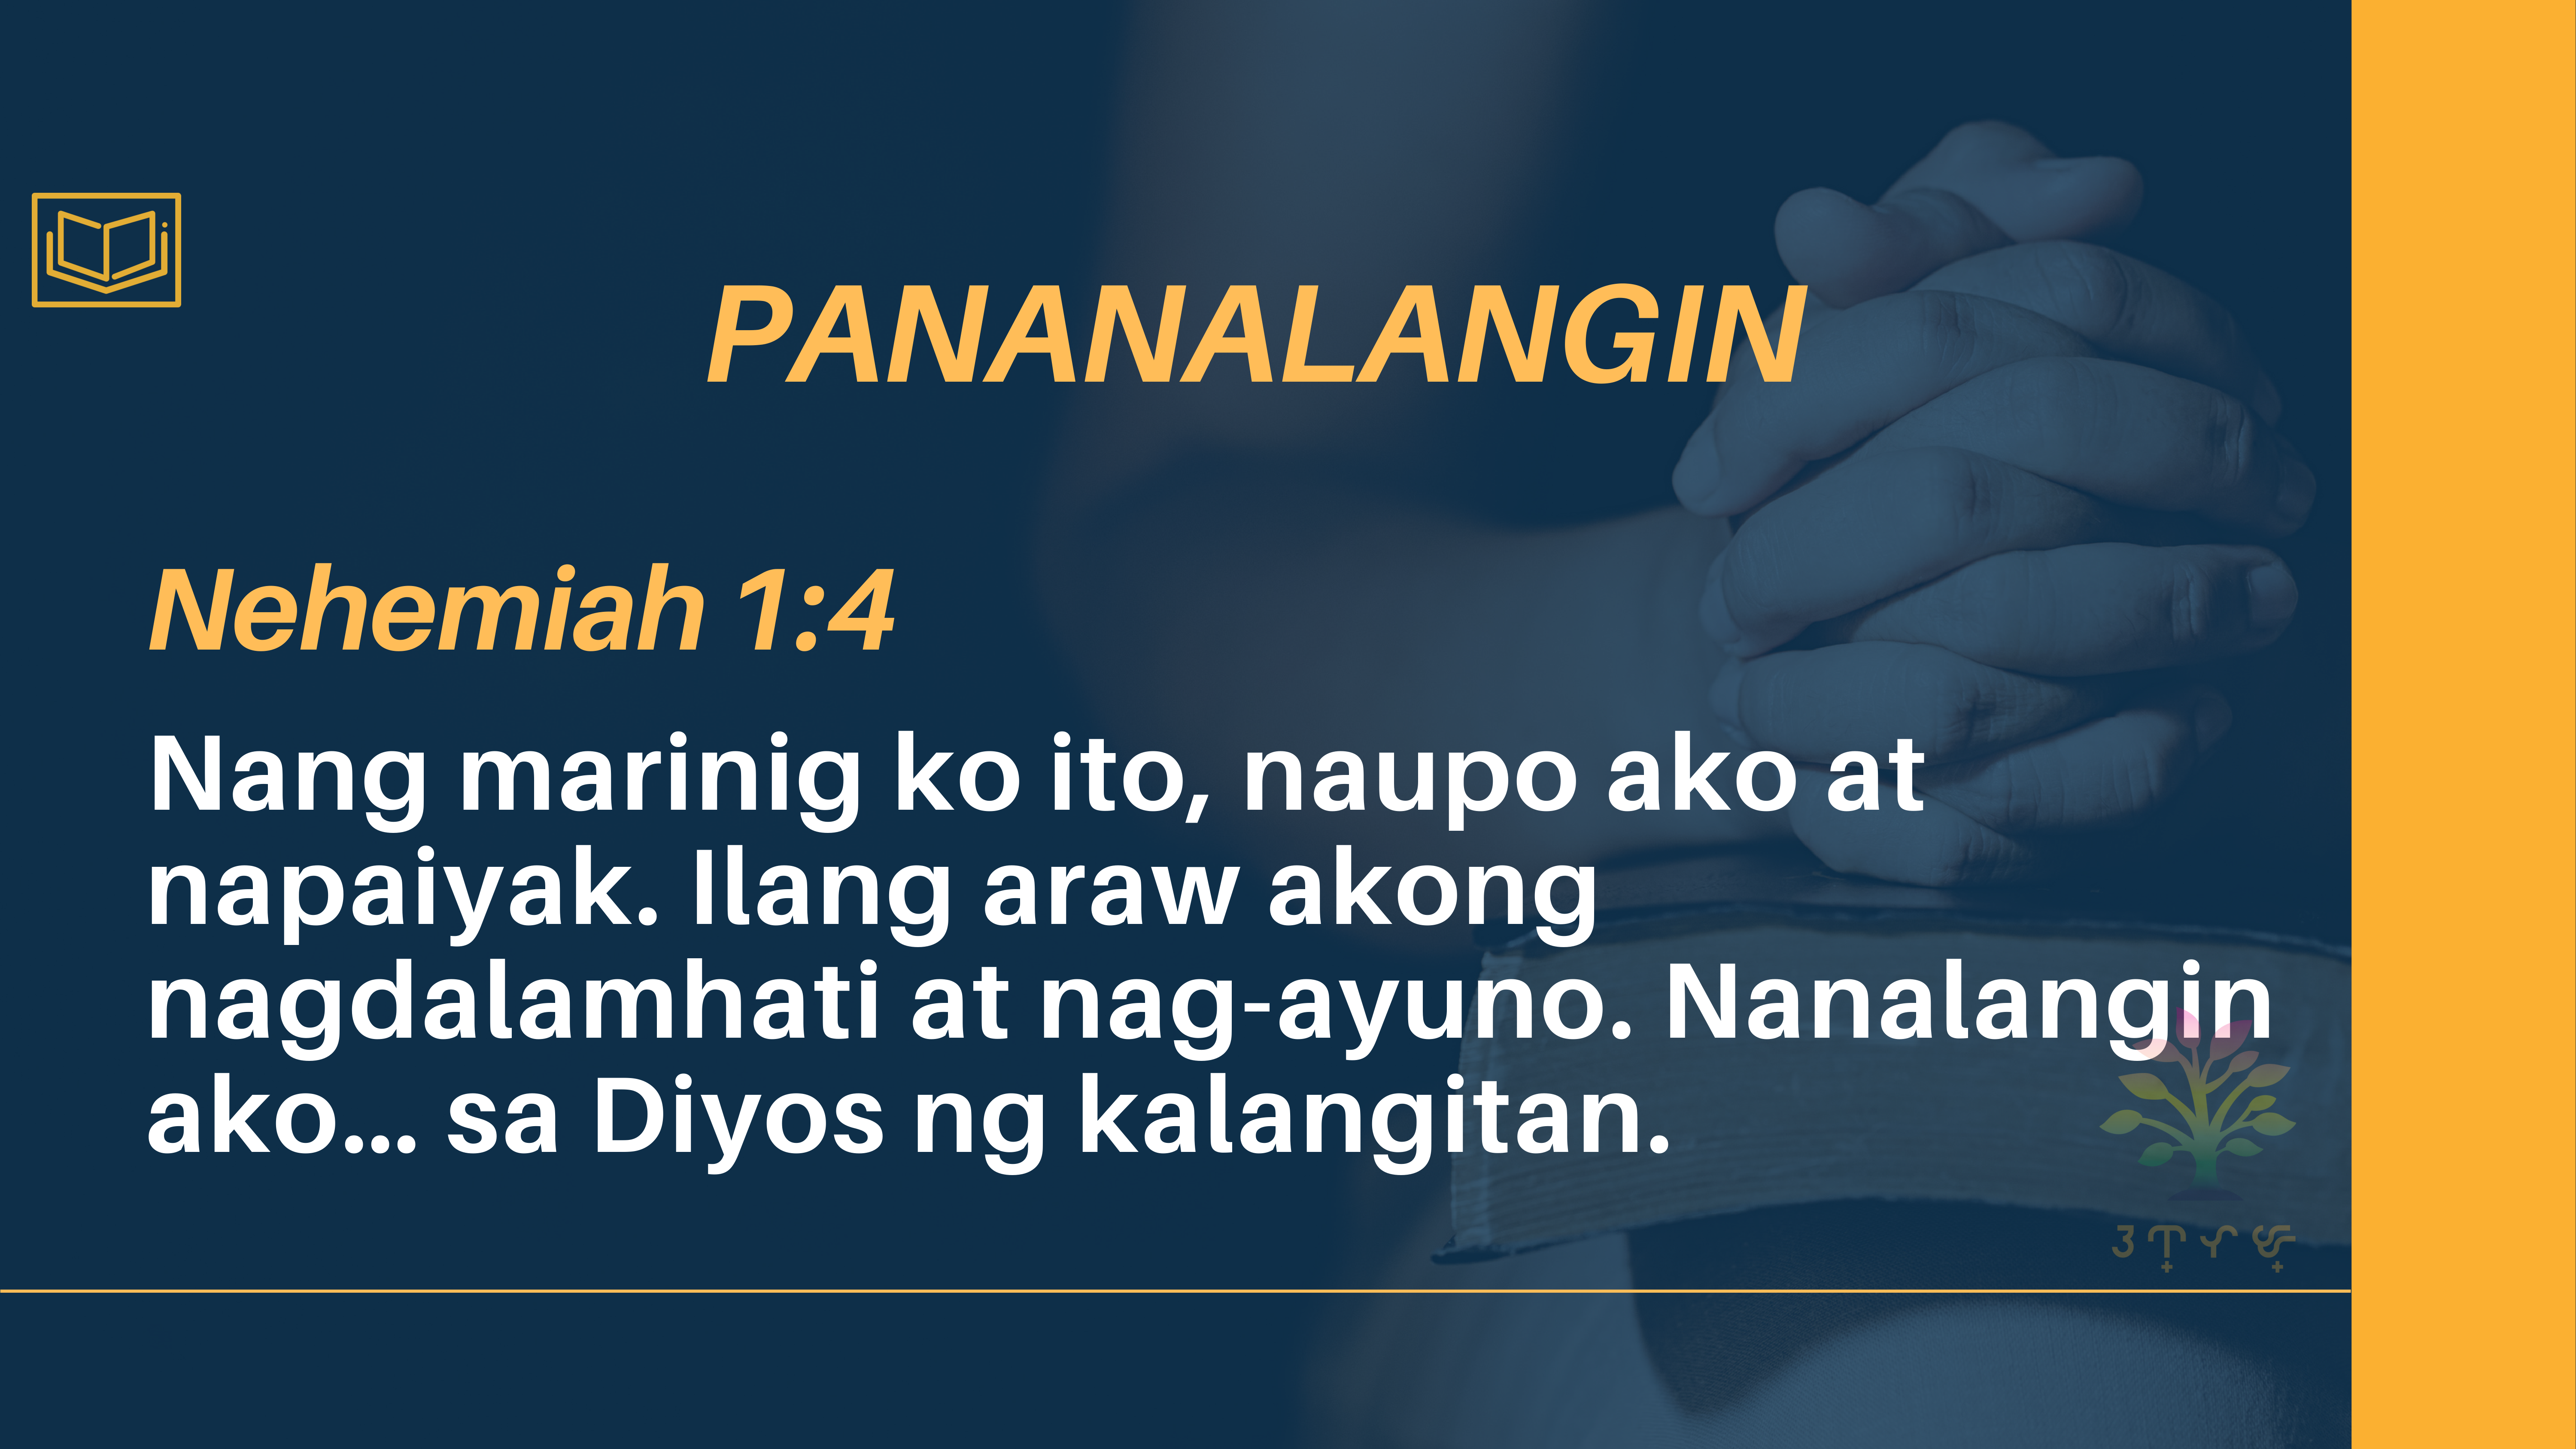 PANANALANGIN
Nehemiah 1:4
Nang marinig ko ito, naupo ako at
napaiyak. Ilang araw akong
nagdalamhati at nag-ayuno. Nanalangin
ako... sa Diyos ng kalangitan.